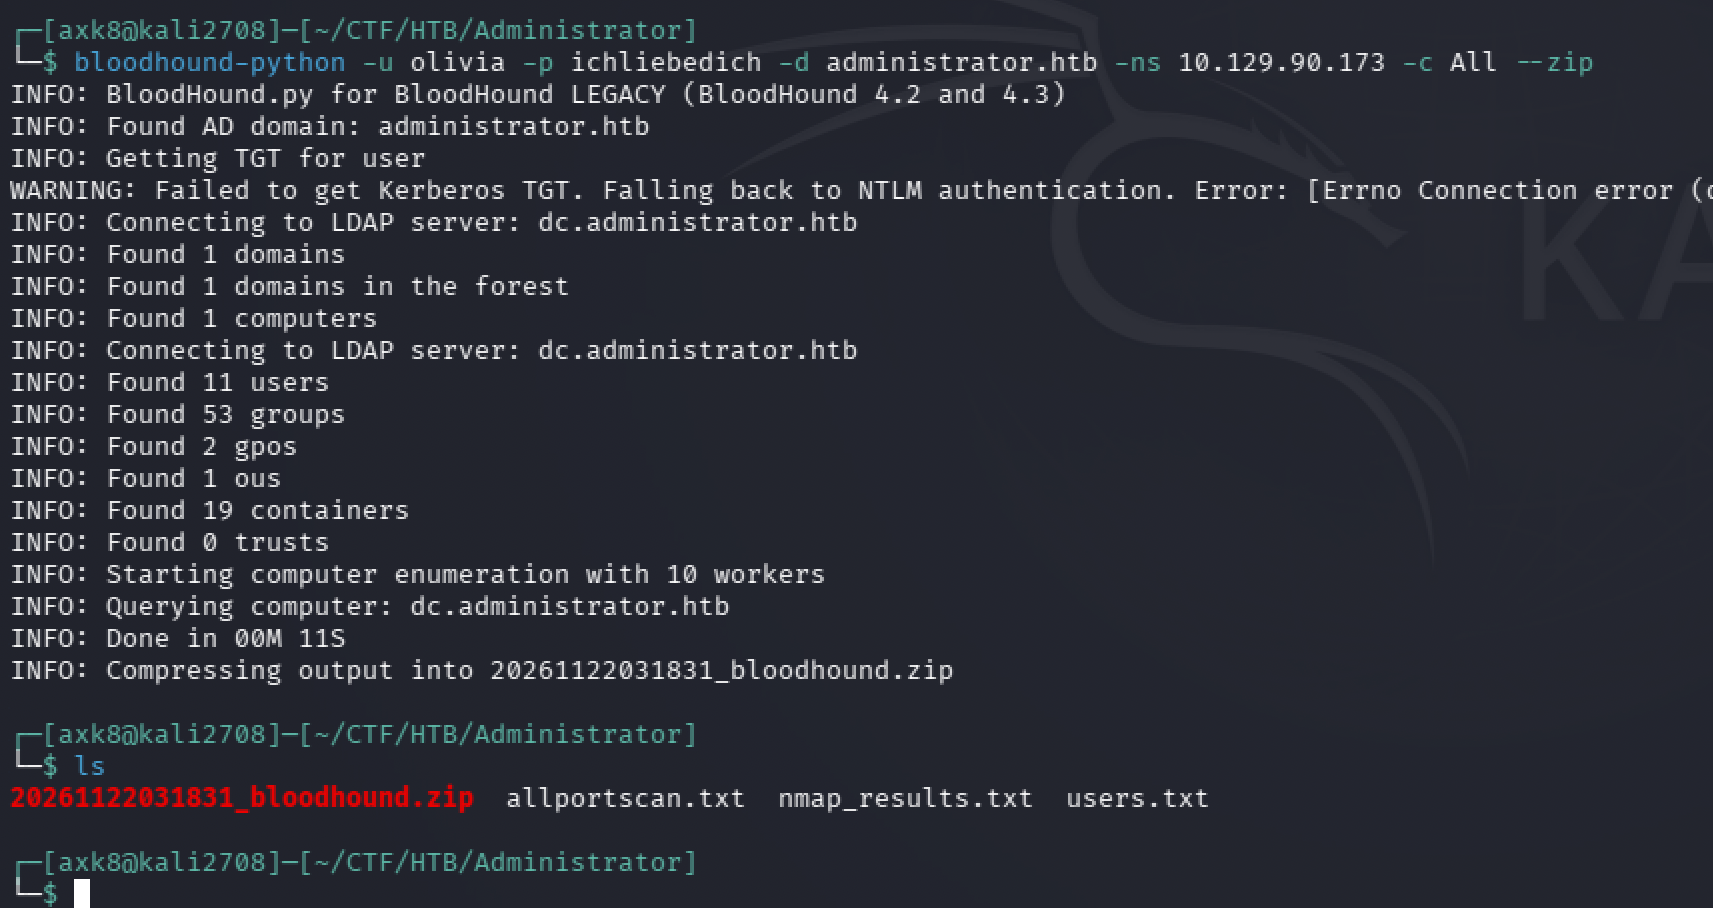 ┌─[axk8@kali2708]─[~/CTF/HTB/Administrator]
└─$ bloodhound-python -u olivia -p ichliebedich -d administrator.htb -ns 10.129.90.173 -c All --zip
INFO: BloodHound.py for BloodHound LEGACY (BloodHound 4.2 and 4.3)
INFO: Found AD domain: administrator.htb
INFO: Getting TGT for user
WARNING: Failed to get Kerberos TGT. Falling back to NTLM authentication. Error: [Errno Connection error (
INFO: Connecting to LDAP server: dc.administrator.htb
INFO: Found 1 domains
INFO: Found 1 domains in the forest
INFO: Found 1 computers
INFO: Connecting to LDAP server: dc.administrator.htb
INFO: Found 11 users
INFO: Found 53 groups
INFO: Found 2 gpos
INFO: Found 1 ous
INFO: Found 19 containers
INFO: Found 0 trusts
INFO: Starting computer enumeration with 10 workers
INFO: Querying computer: dc.administrator.htb
INFO: Done in 00M 11S
INFO: Compressing output into 20261122031831_bloodhound.zip
┌─[axk8@kali2708]─[~/CTF/HTB/Administrator]
└─$ ls
20261122031831_bloodhound.zip  allportscan.txt  nmap_results.txt  users.txt
┌─[axk8@kali2708]─[~/CTF/HTB/Administrator]
└─$
KA